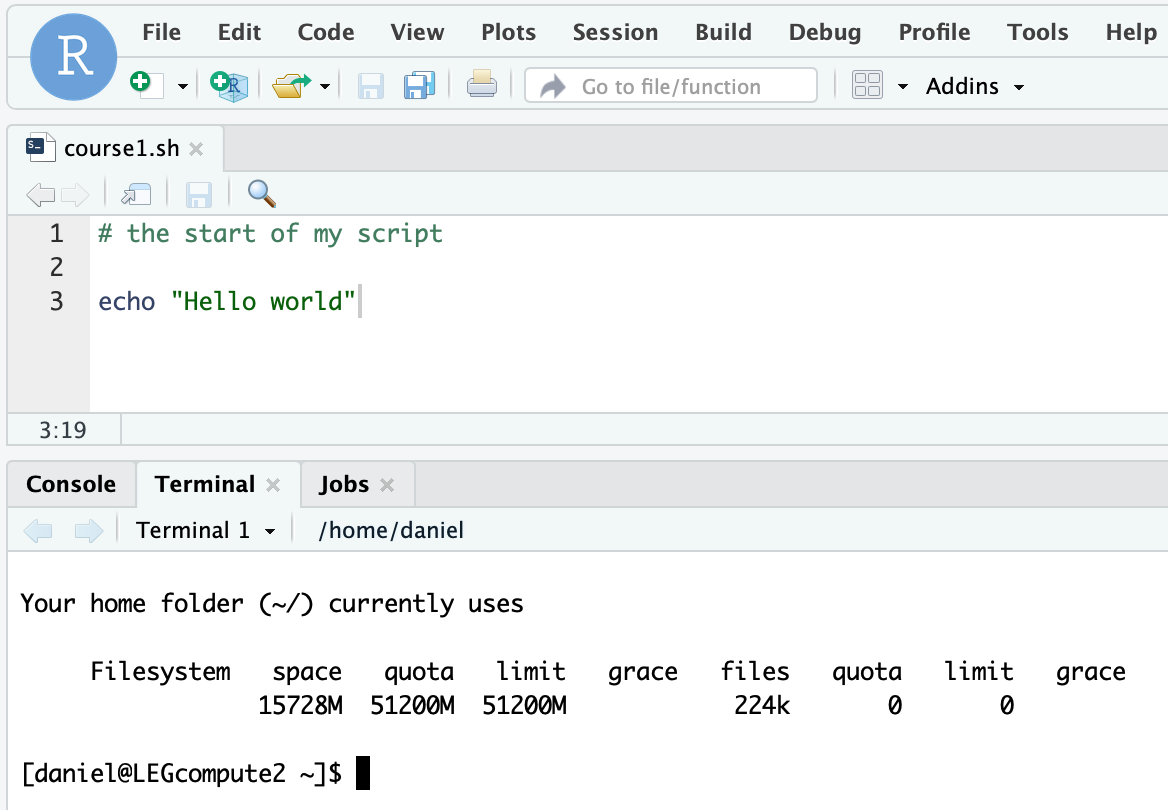 R File Edit Code View Plots Session Build Debug Profile Tools Help
R Go to file/function Addins
S_ course1.sh
1 # the start of my script
2
3 echo "Hello world"
3:19
Console Terminal Jobs
Terminal 1 /home/daniel
Your home folder (~/) currently uses
Filesystem space quota limit grace files quota limit grace
15728M 51200M 51200M 224k 0 0
[daniel@LEGcompute2 ~]$